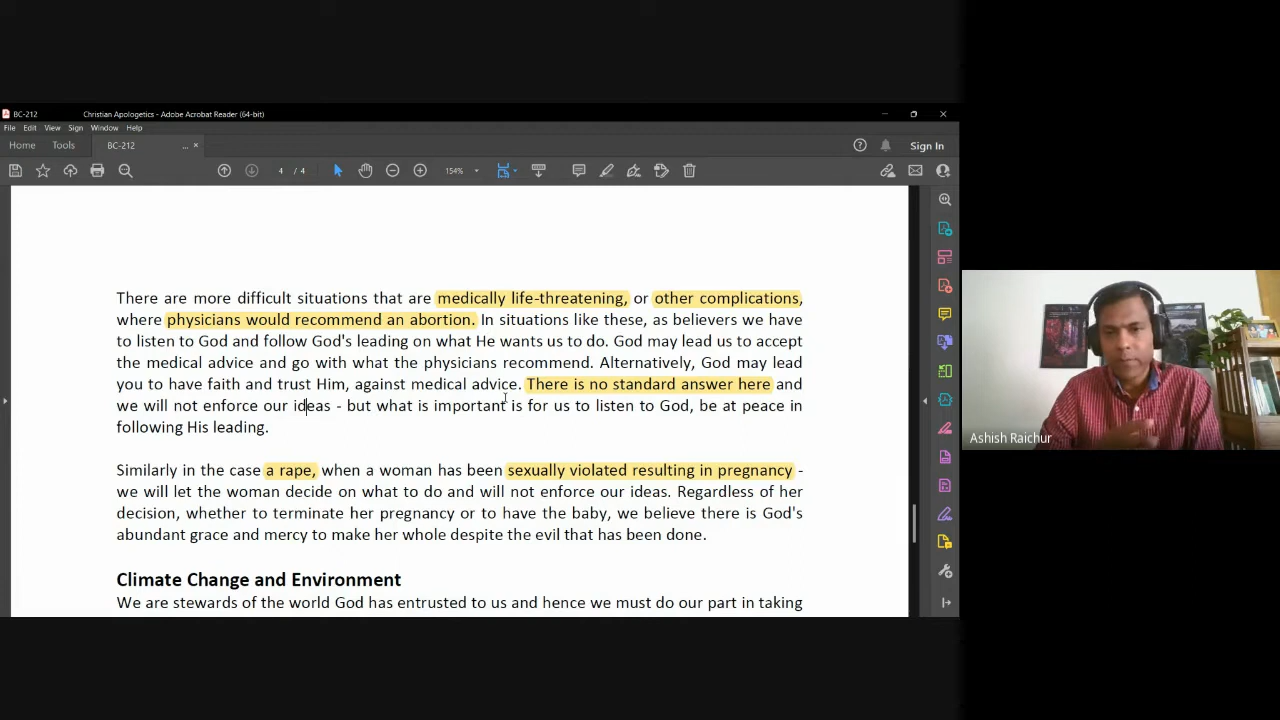 BC-212 Christian Apologetics - Adobe Acrobat Reader (64-bit)
File Edit View Sign Window Help
Home Tools BC-212 ... × Sign In
4 / 4 154%
There are more difficult situations that are medically life-threatening, or other complications,
where physicians would recommend an abortion. In situations like these, as believers we have
to listen to God and follow God's leading on what He wants us to do. God may lead us to accept
the medical advice and go with what the physicians recommend. Alternatively, God may lead
you to have faith and trust Him, against medical advice. There is no standard answer here and
we will not enforce our ideas - but what is important is for us to listen to God, be at peace in
following His leading.
Similarly in the case a rape, when a woman has been sexually violated resulting in pregnancy -
we will let the woman decide on what to do and will not enforce our ideas. Regardless of her
decision, whether to terminate her pregnancy or to have the baby, we believe there is God's
abundant grace and mercy to make her whole despite the evil that has been done.
Climate Change and Environment
We are stewards of the world God has entrusted to us and hence we must do our part in taking
Ashish Raichur